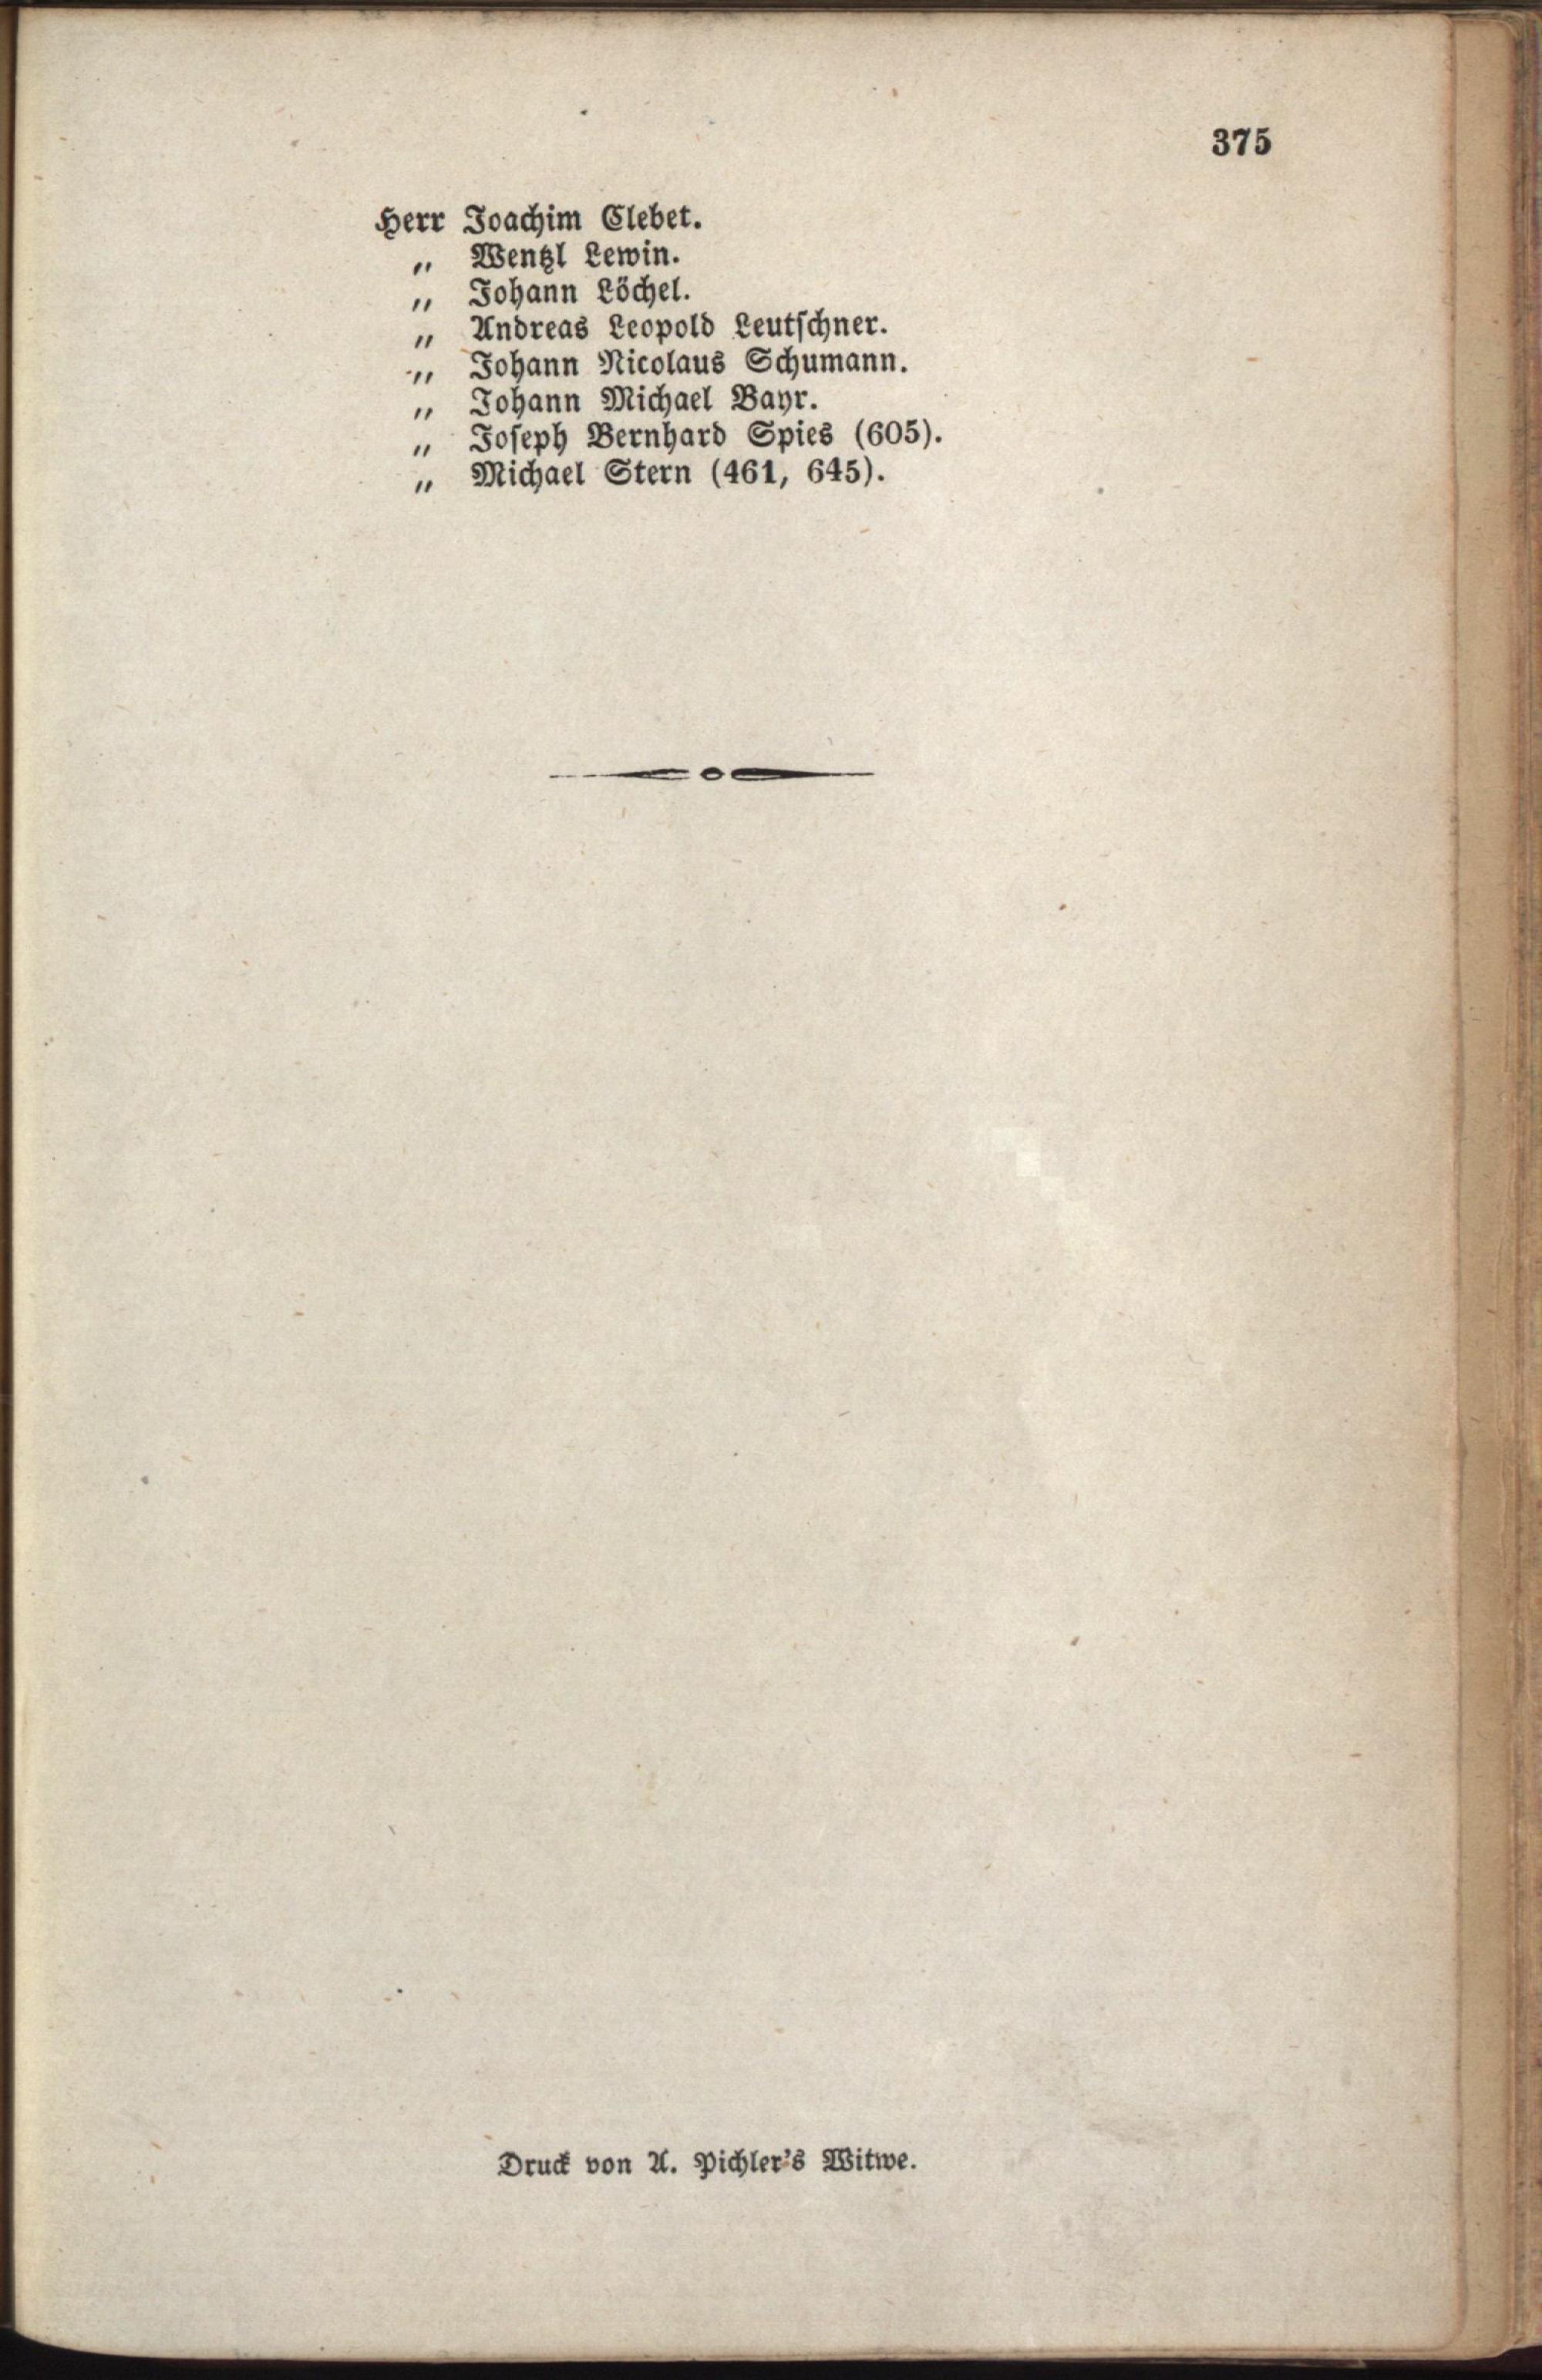 375
Herr Joachim Clebet.
„ Wentzl Lewin.
„ Johann Löchel.
„ Andreas Leopold Leutschner.
„ Johann Nicolaus Schumann.
„ Johann Michael Bayr.
„ Joseph Bernhard Spies (605).
„ Michael Stern (461, 645).
Druck von A. Pichler's Witwe.